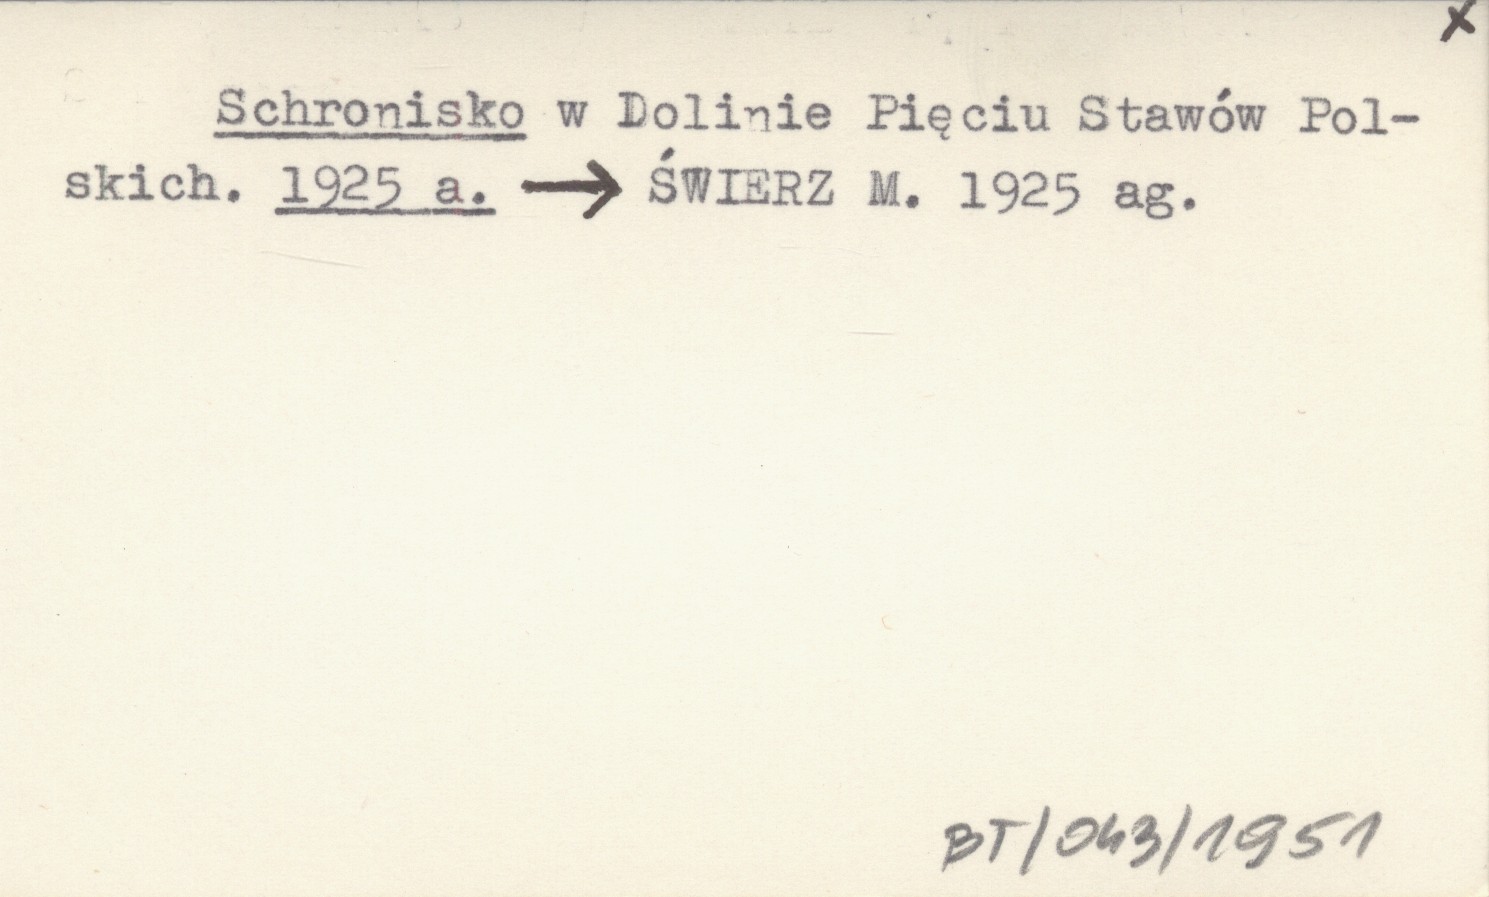 x
Schronisko w Dolinie Pięciu Stawów Pol-
skich. 1925 a. → ŚWIERZ M. 1925 ag.
BT/043/1951